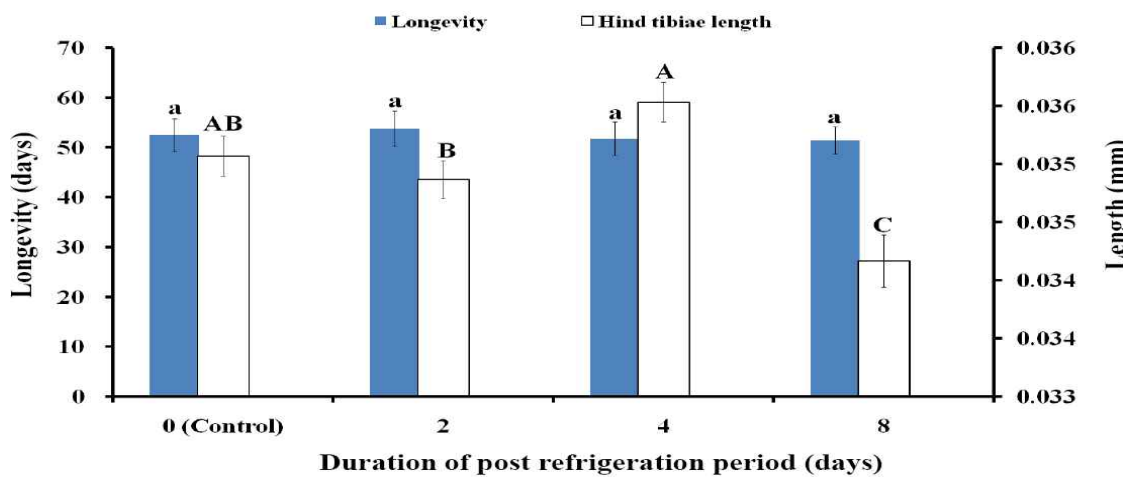 Longevity Hind tibiae length
70
60
50
40
30
20
10
0
Longevity (days)
a AB a B a A a C
0.036
0.036
0.035
0.035
0.034
0.034
0.033
Length (mm)
0 (Control) 2 4 8
Duration of post refrigeration period (days)